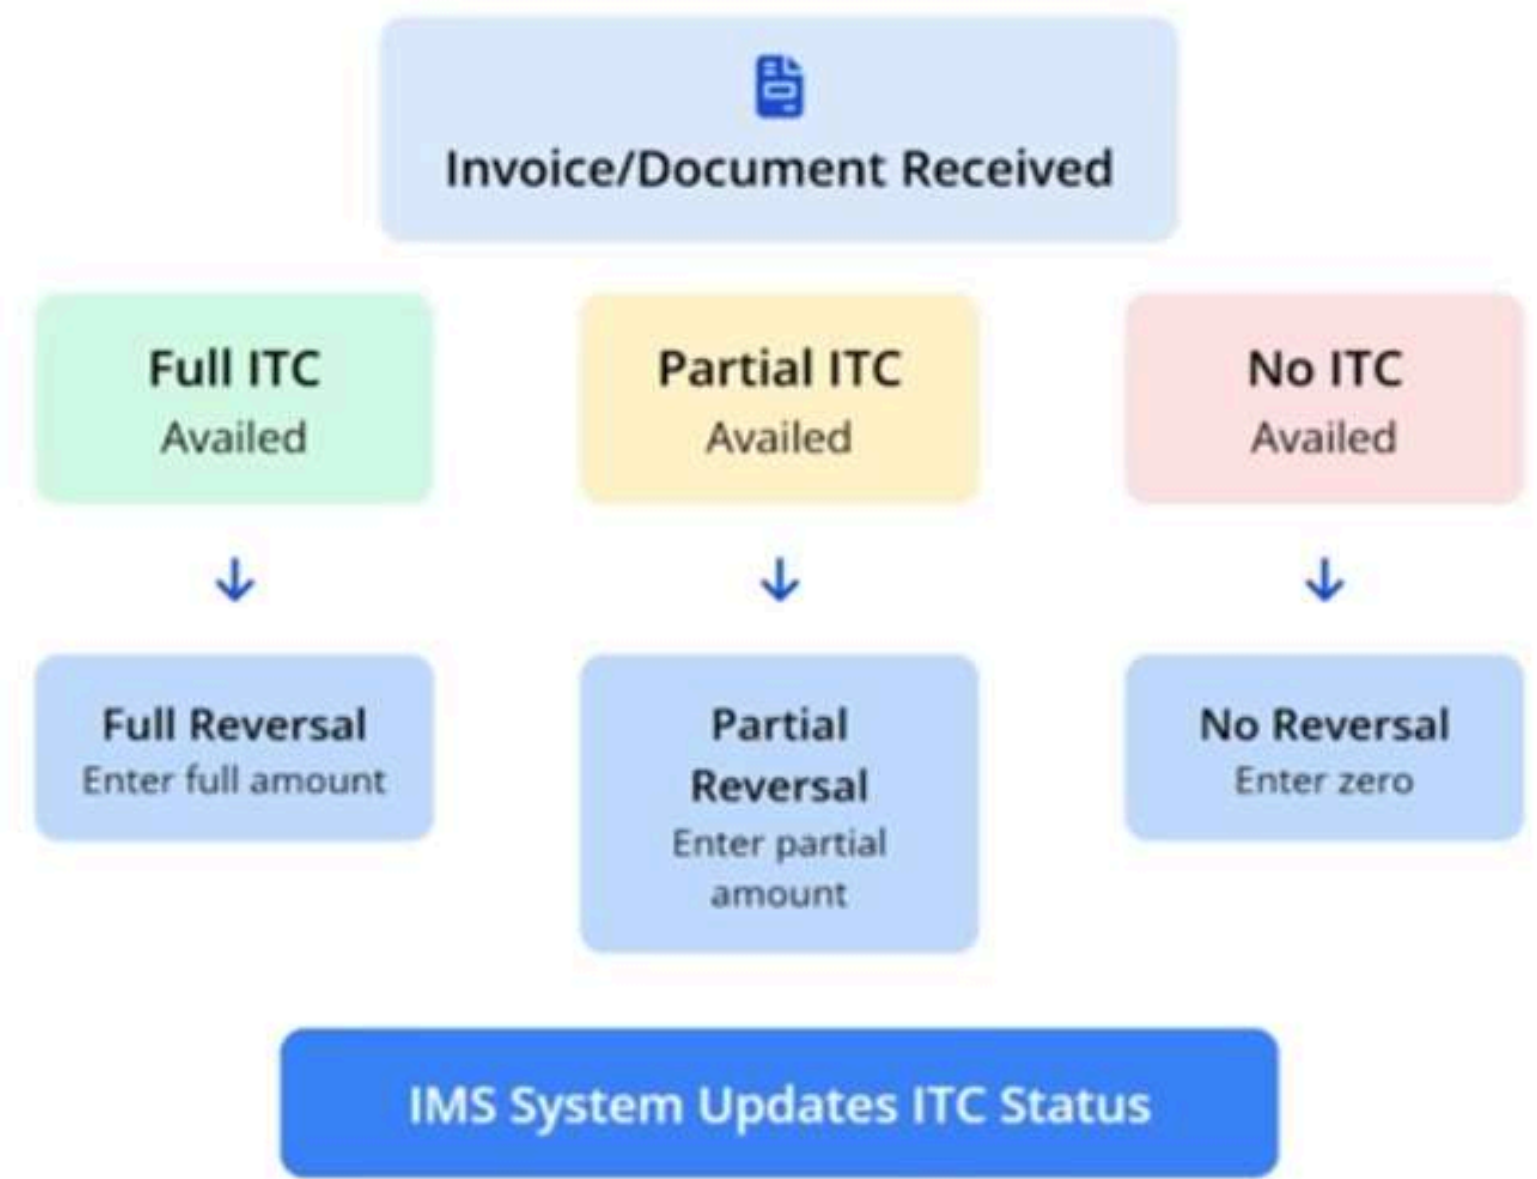 Invoice/Document Received
Full ITC
Availed
Partial ITC
Availed
No ITC
Availed
Full Reversal
Enter full amount
Partial
Reversal
Enter partial
amount
No Reversal
Enter zero
IMS System Updates ITC Status